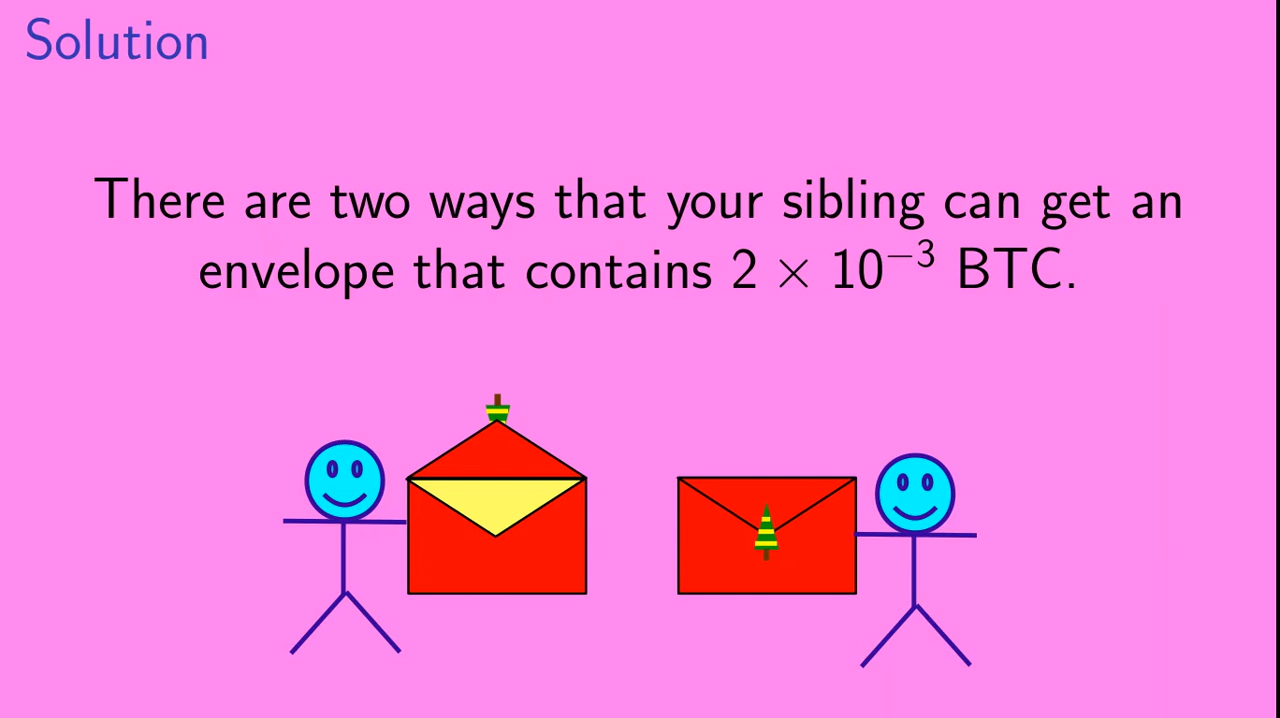 Solution
There are two ways that your sibling can get an
envelope that contains 2 × 10⁻³ BTC.